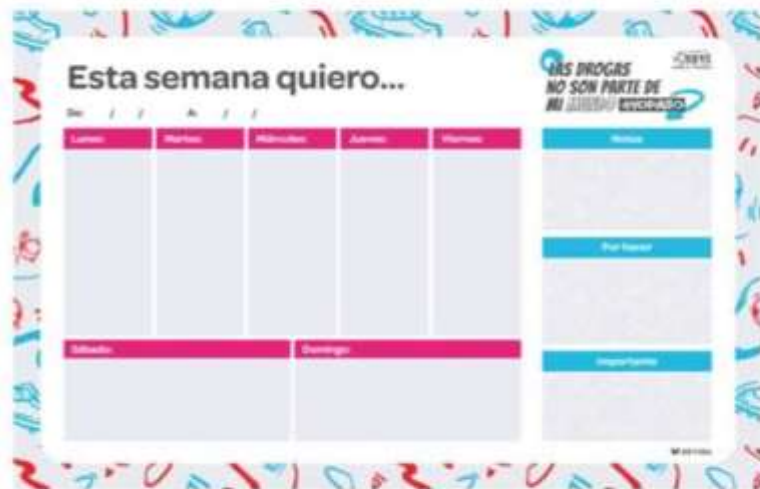 Esta semana quiero...
LAS DROGAS
NO SON PARTE DE
MI MUNDO
De: / / A: / /
Lunes: Martes: Miércoles: Jueves: Viernes:
Notas
Por hacer
Sábado: Domingo:
Importante